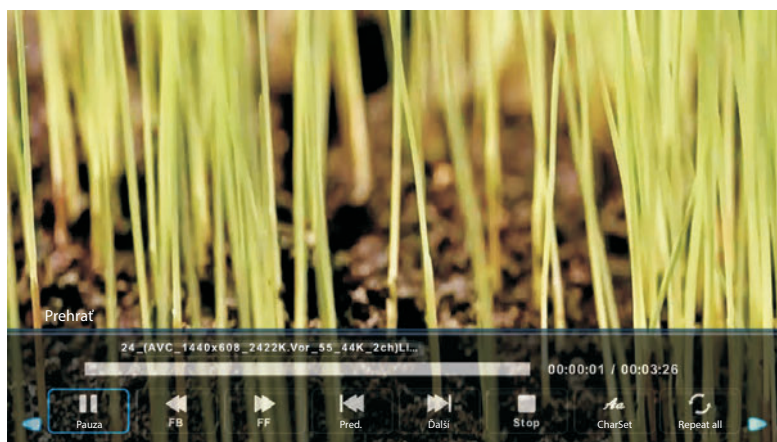 Prehrať
24_(AVC_1440x608_2422K.Vor_55_44K_2ch)Li...
00:00:01 / 00:03:26
Pauza FB FF Pred. Ďalší Stop Aa CharSet Repeat all